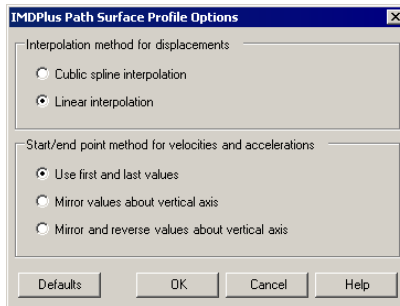 IMDPlus Path Surface Profile Options
Interpolation method for displacements
Cublic spline interpolation
Linear interpolation
Start/end point method for velocities and accelerations
Use first and last values
Mirror values about vertical axis
Mirror and reverse values about vertical axis
Defaults OK Cancel Help